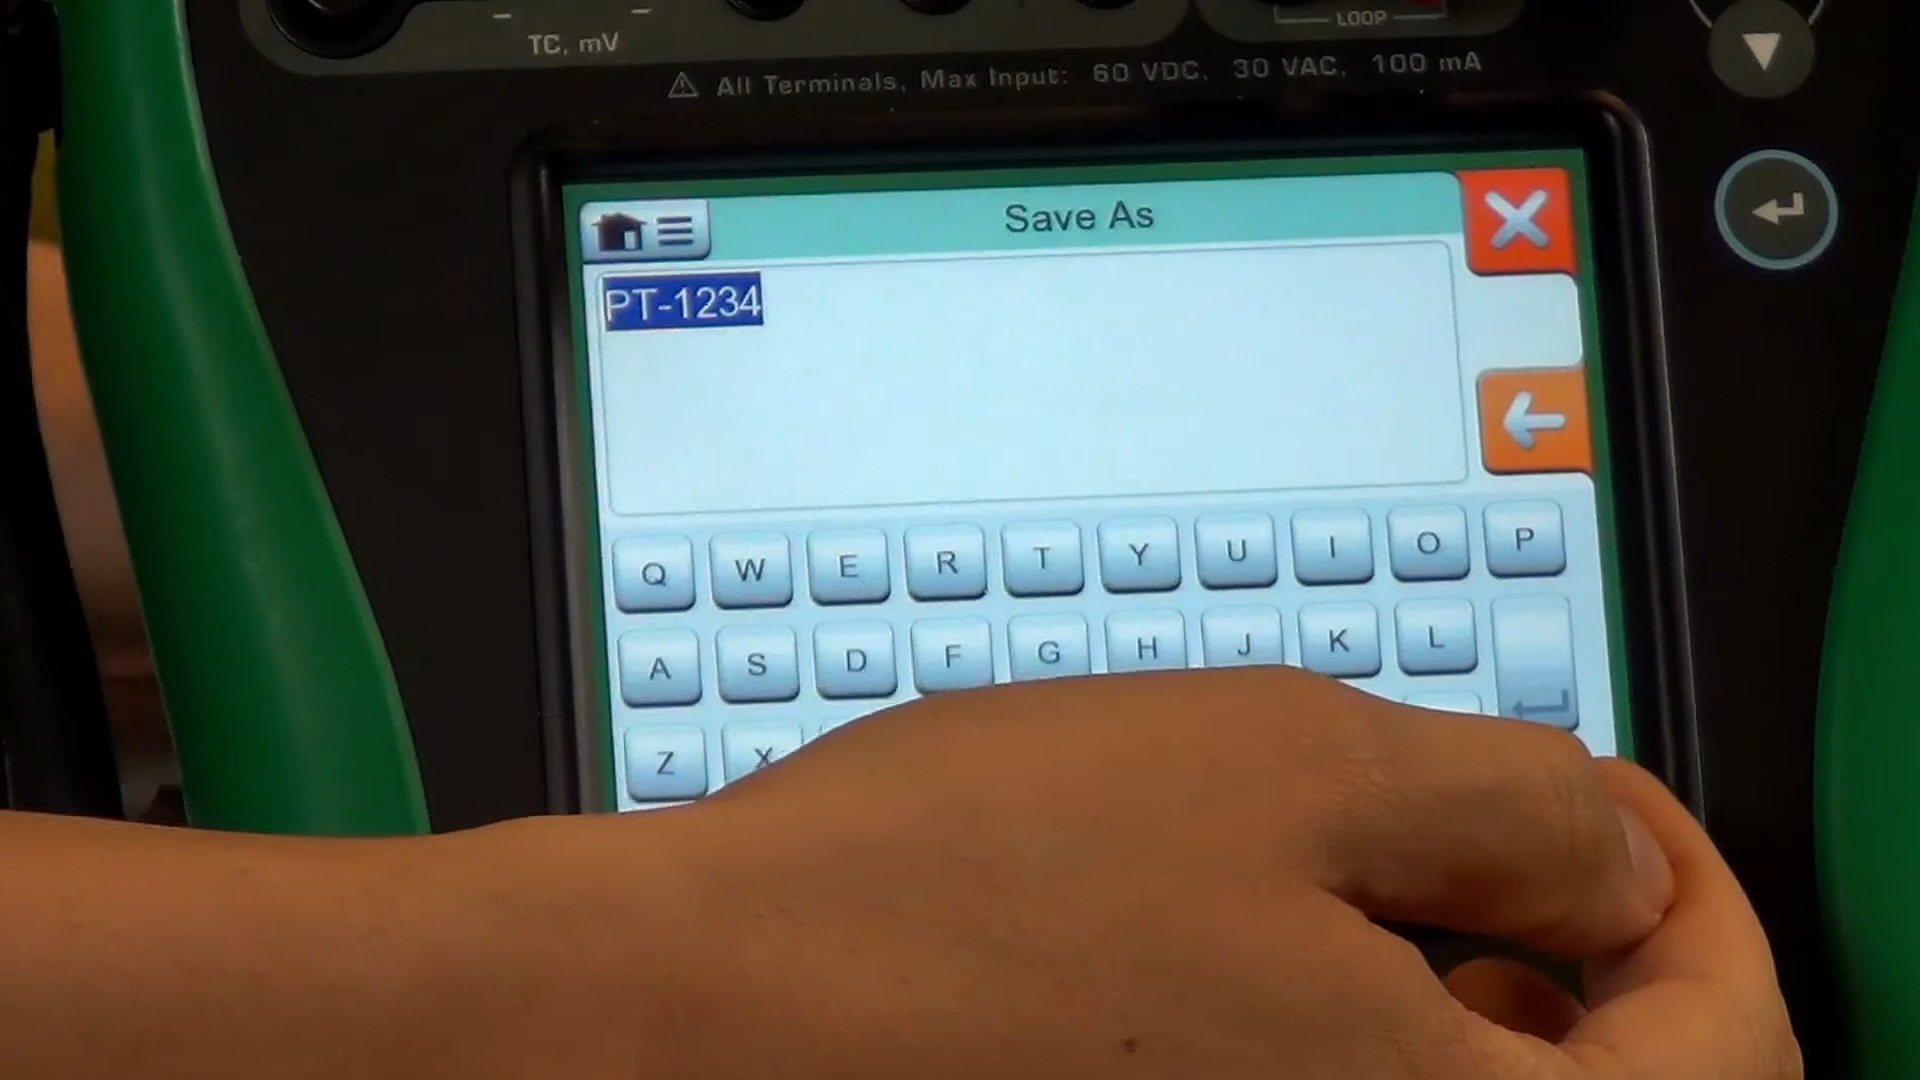 TC, mV
LOOP
⚠ All Terminals, Max Input: 60 VDC, 30 VAC, 100 mA
Save As
PT-1234
Q W E R T Y U I O P
A S D F G H J K L
Z X